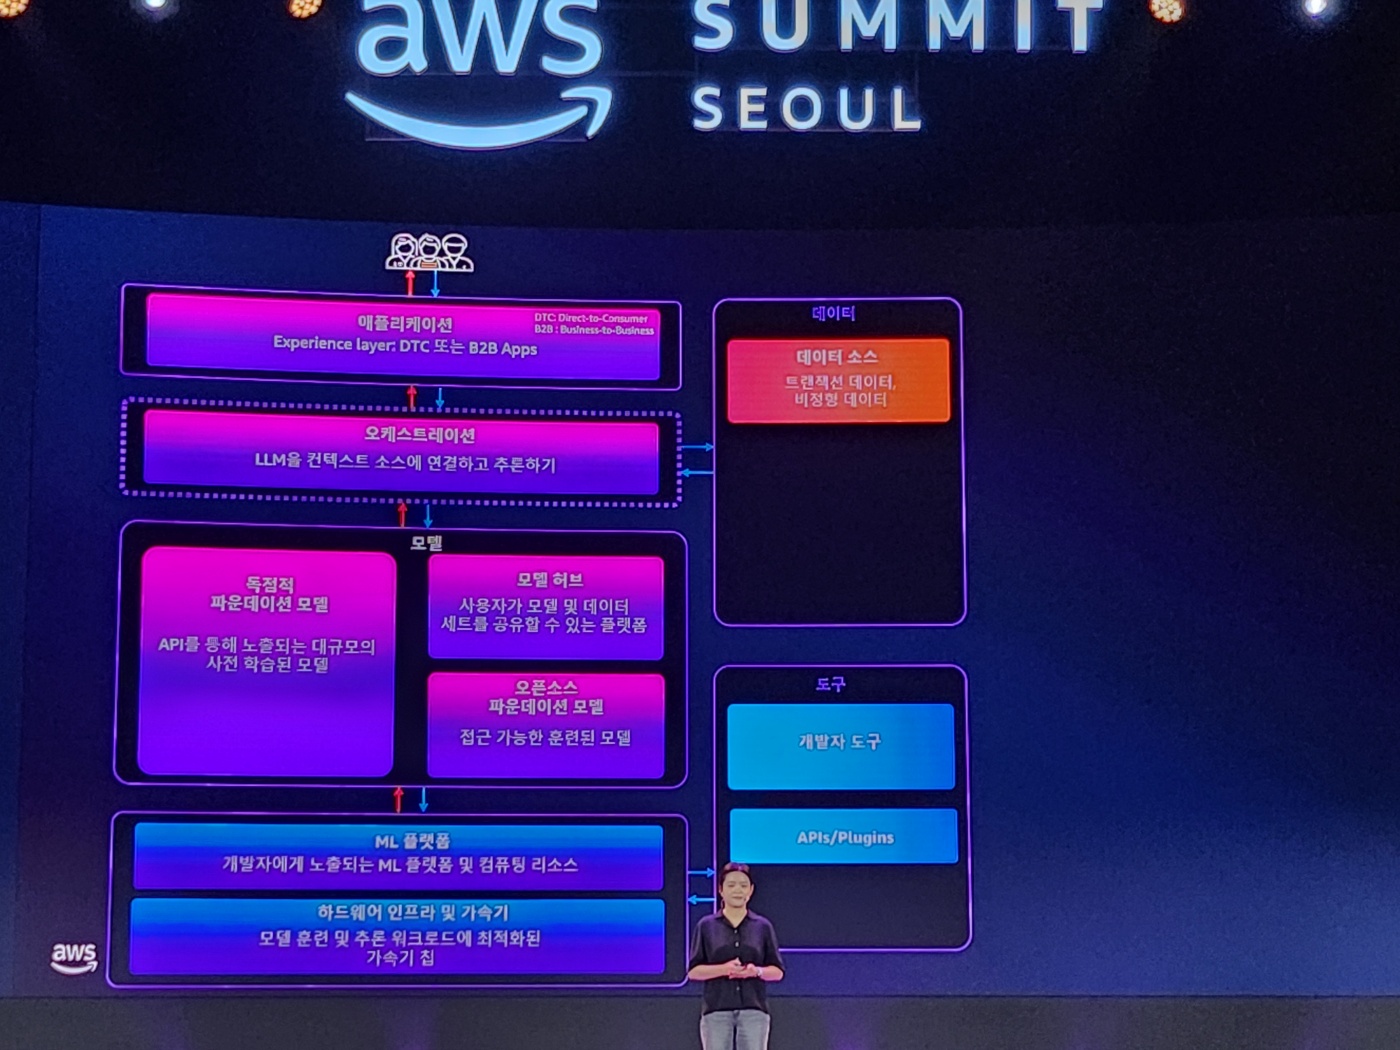 aws
SUMMIT
SEOUL
애플리케이션
DTC: Direct-to-Consumer
B2B : Business-to-Business
Experience layer: DTC 또는 B2B Apps
오케스트레이션
LLM을 컨텍스트 소스에 연결하고 추론하기
모델
독점적
파운데이션 모델
API를 통해 노출되는 대규모의
사전 학습된 모델
모델 허브
사용자가 모델 및 데이터
세트를 공유할 수 있는 플랫폼
오픈소스
파운데이션 모델
접근 가능한 훈련된 모델
ML 플랫폼
개발자에게 노출되는 ML 플랫폼 및 컴퓨팅 리소스
하드웨어 인프라 및 가속기
모델 훈련 및 추론 워크로드에 최적화된
가속기 칩
데이터
데이터 소스
트랜잭션 데이터,
비정형 데이터
도구
개발자 도구
APIs/Plugins
aws